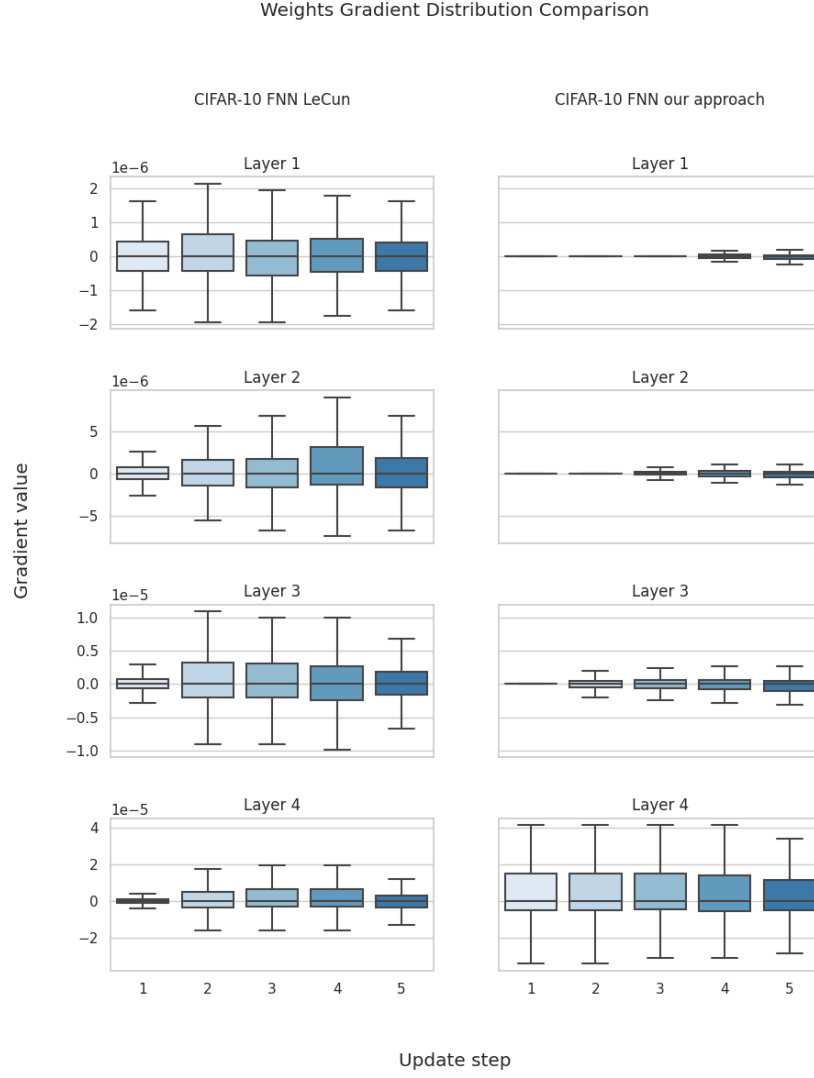 Weights Gradient Distribution Comparison
CIFAR-10 FNN LeCun
CIFAR-10 FNN our approach
1e−6
Layer 1
Layer 1
2
1
0
−1
−2
1e−6
Layer 2
Layer 2
5
0
−5
Gradient value
1e−5
Layer 3
Layer 3
1.0
0.5
0.0
−0.5
−1.0
1e−5
Layer 4
Layer 4
4
2
0
−2
1 2 3 4 5
1 2 3 4 5
Update step